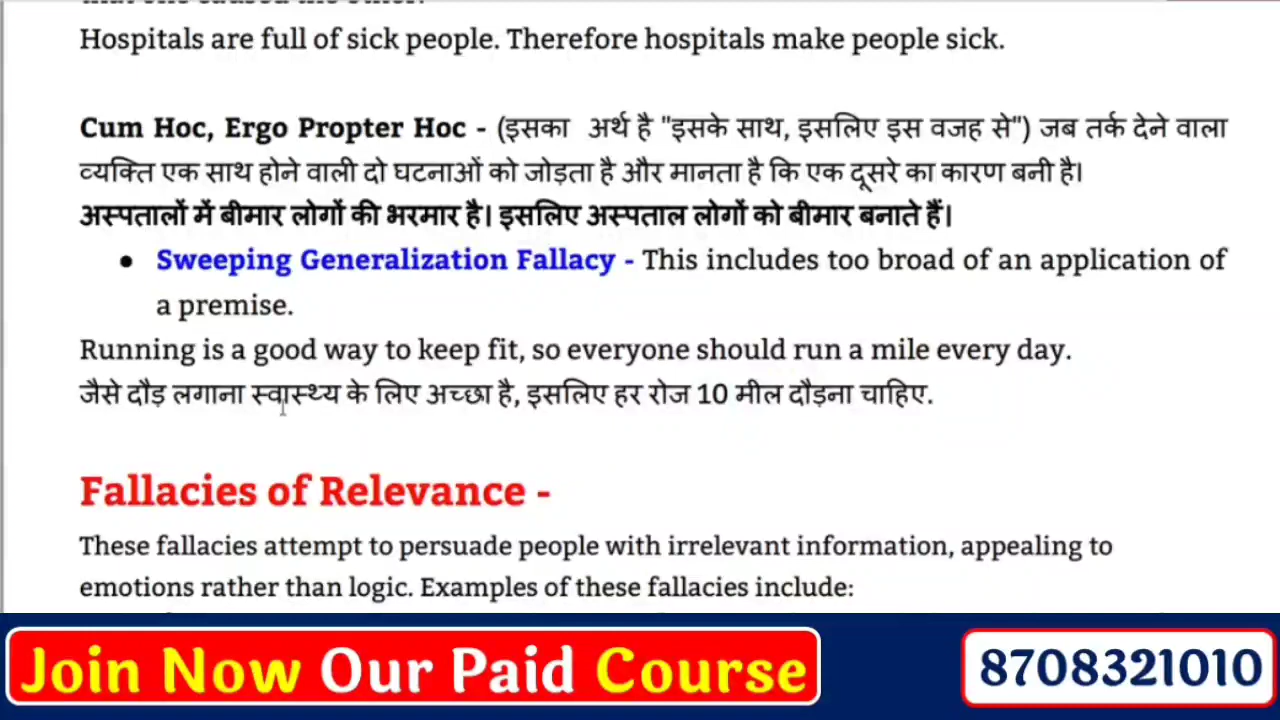 Hospitals are full of sick people. Therefore hospitals make people sick.
Cum Hoc, Ergo Propter Hoc - (इसका अर्थ है "इसके साथ, इसलिए इस वजह से") जब तर्क देने वाला
व्यक्ति एक साथ होने वाली दो घटनाओं को जोड़ता है और मानता है कि एक दूसरे का कारण बनी है।
अस्पतालों में बीमार लोगों की भरमार है। इसलिए अस्पताल लोगों को बीमार बनाते हैं।
● Sweeping Generalization Fallacy - This includes too broad of an application of
a premise.
Running is a good way to keep fit, so everyone should run a mile every day.
जैसे दौड़ लगाना स्वास्थ्य के लिए अच्छा है, इसलिए हर रोज 10 मील दौड़ना चाहिए.
Fallacies of Relevance -
These fallacies attempt to persuade people with irrelevant information, appealing to
emotions rather than logic. Examples of these fallacies include:
Join Now Our Paid Course
8708321010